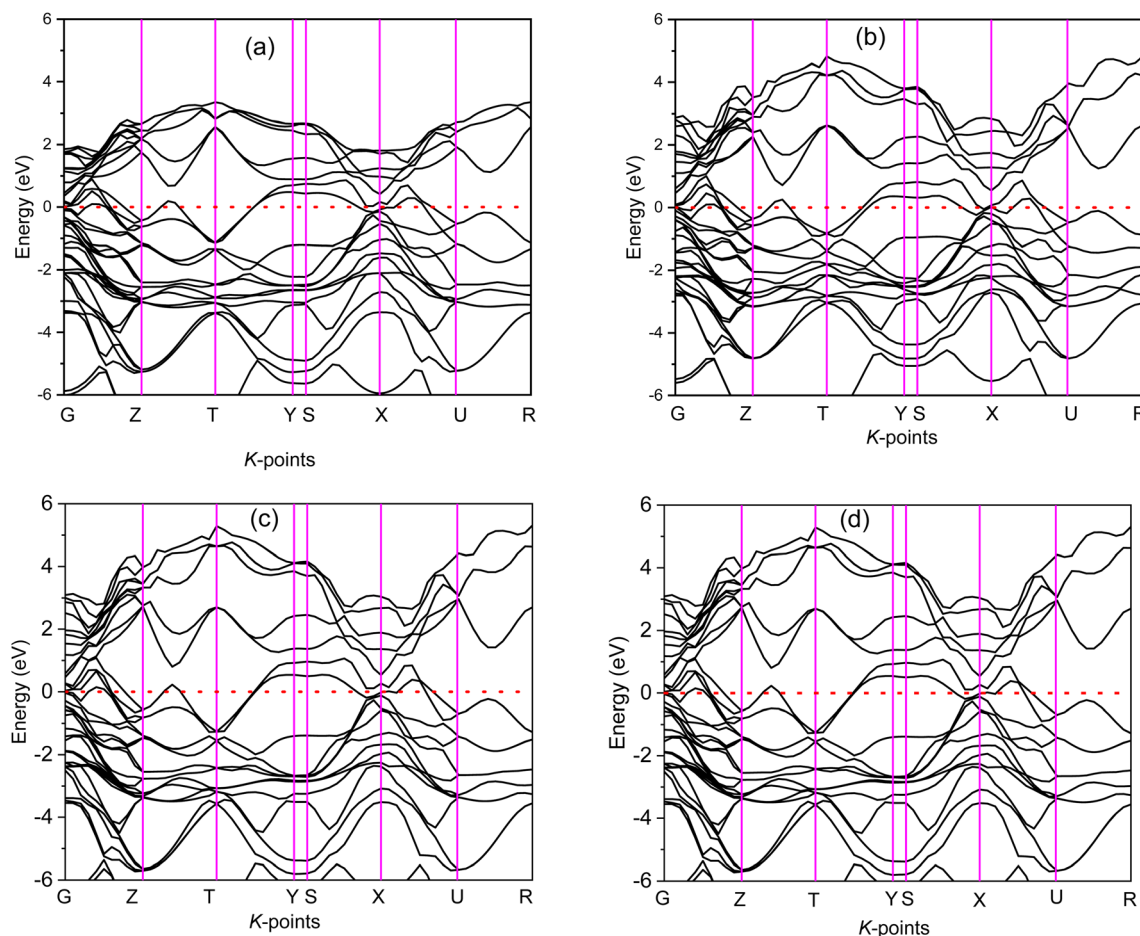 (a)
6
4
2
0
-2
-4
-6
Energy (eV)
G Z T Y S X U R
K-points
(b)
6
4
2
0
-2
-4
-6
Energy (eV)
G Z T Y S X U R
K-points
(c)
6
4
2
0
-2
-4
-6
Energy (eV)
G Z T Y S X U R
K-points
(d)
6
4
2
0
-2
-4
-6
Energy (eV)
G Z T Y S X U R
K-points